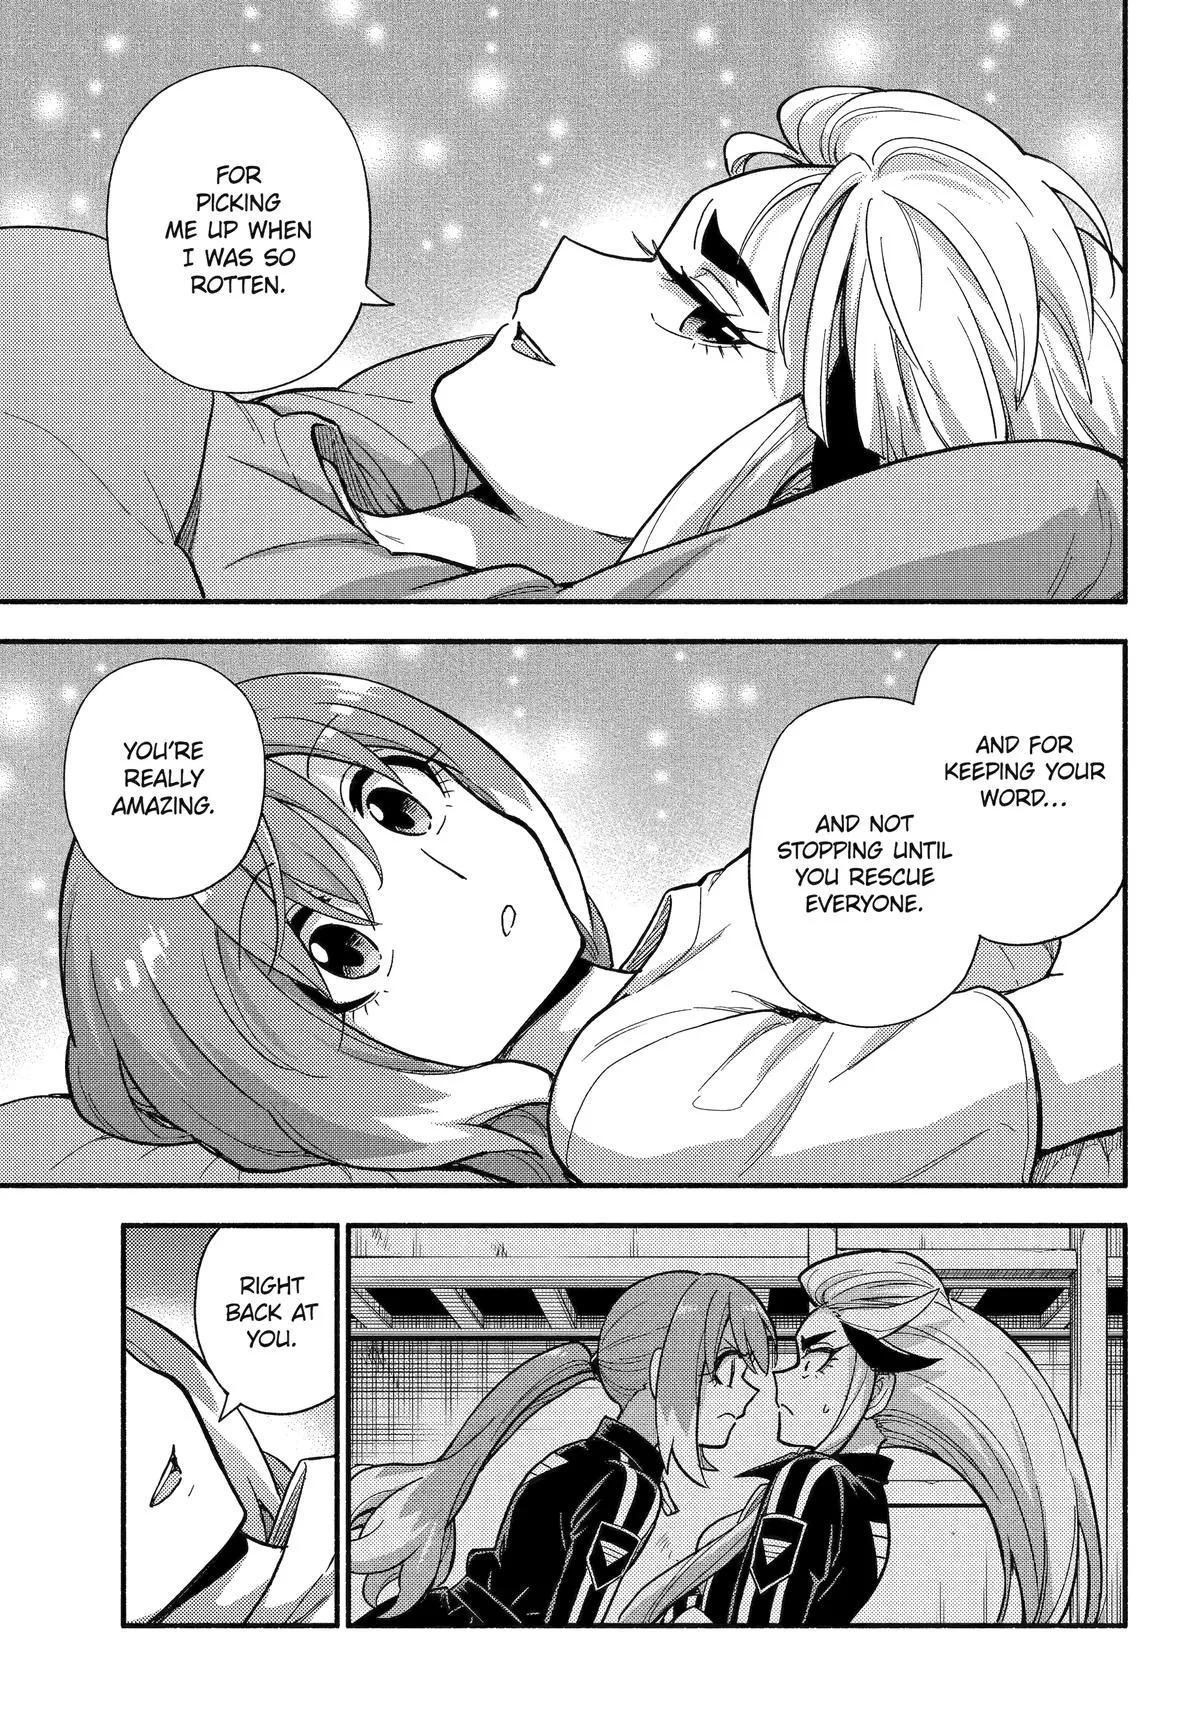 FOR
PICKING
ME UP WHEN
I WAS SO
ROTTEN.
AND FOR
KEEPING YOUR
WORD...
AND NOT
STOPPING UNTIL
YOU RESCUE
EVERYONE.
YOU'RE
REALLY
AMAZING.
RIGHT
BACK AT
YOU.